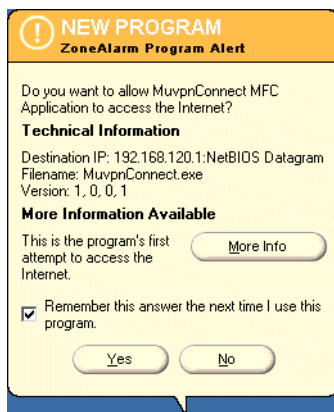 NEW PROGRAM
ZoneAlarm Program Alert
Do you want to allow MuvpnConnect MFC
Application to access the Internet?
Technical Information
Destination IP: 192.168.120.1:NetBIOS Datagram
Filename: MuvpnConnect.exe
Version: 1, 0, 0, 1
More Information Available
This is the program's first
attempt to access the
Internet.
More Info
Remember this answer the next time I use this
program.
Yes
No